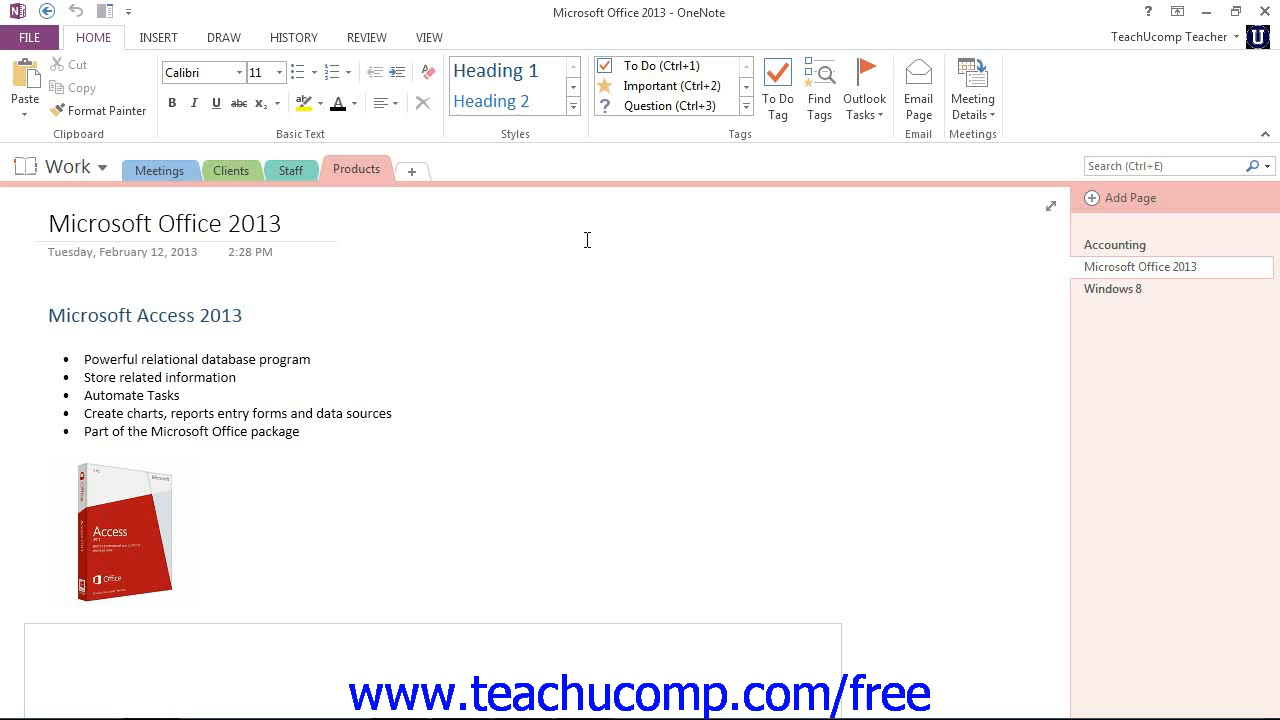 Microsoft Office 2013 - OneNote
?
FILE HOME INSERT DRAW HISTORY REVIEW VIEW
TeachUcomp Teacher
U
Paste
Cut
Copy
Format Painter
Clipboard
Calibri 11
B I U abc x₂ A
Basic Text
Heading 1
Heading 2
Styles
To Do (Ctrl+1)
Important (Ctrl+2)
? Question (Ctrl+3)
To Do Tag
Find Tags
Tags
Outlook Tasks
Email Page
Email
Meeting Details
Meetings
Work Meetings Clients Staff Products +
Search (Ctrl+E)
Add Page
Accounting
Microsoft Office 2013
Windows 8
Microsoft Office 2013
Tuesday, February 12, 2013 2:28 PM
Microsoft Access 2013
• Powerful relational database program
• Store related information
• Automate Tasks
• Create charts, reports entry forms and data sources
• Part of the Microsoft Office package
Microsoft
Access
Office
www.teachucomp.com/free